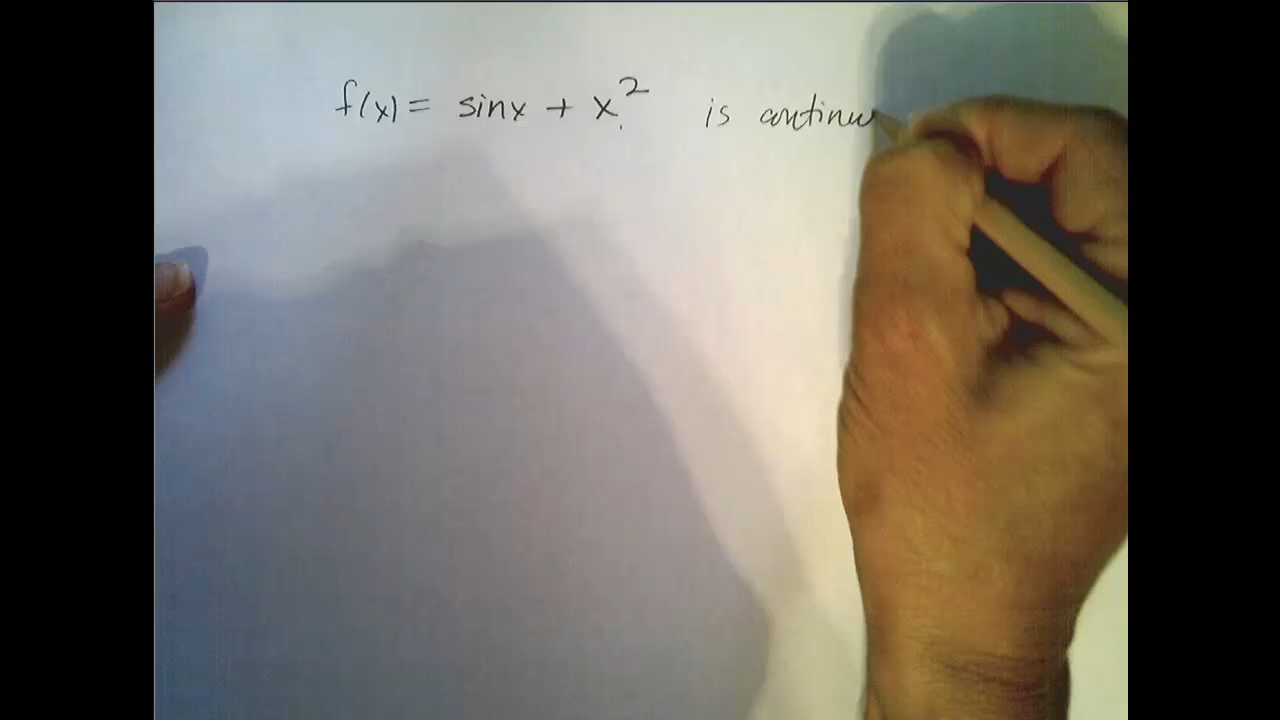 f(x) = sinx + x² is continu